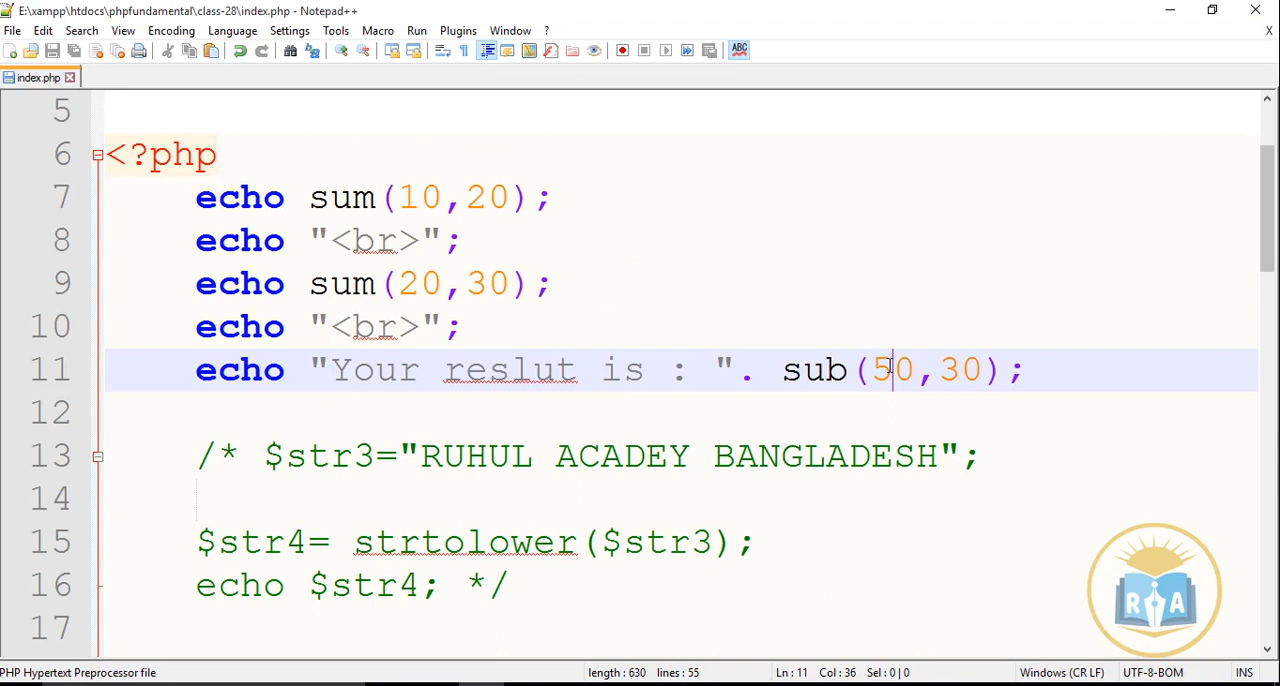 E:\xampp\htdocs\phpfundamental\class-28\index.php - Notepad++
File Edit Search View Encoding Language Settings Tools Macro Run Plugins Window ?
X
ABC
index.php
5
6 <?php
7 echo sum(10,20);
8 echo "<br>";
9 echo sum(20,30);
10 echo "<br>";
11 echo "Your reslut is : ". sub(50,30);
12
13 /* $str3="RUHUL ACADEY BANGLADESH";
14
15 $str4= strtolower($str3);
16 echo $str4; */
17
R A
PHP Hypertext Preprocessor file length : 630 lines : 55 Ln : 11 Col : 36 Sel : 0 | 0 Windows (CR LF) UTF-8-BOM INS